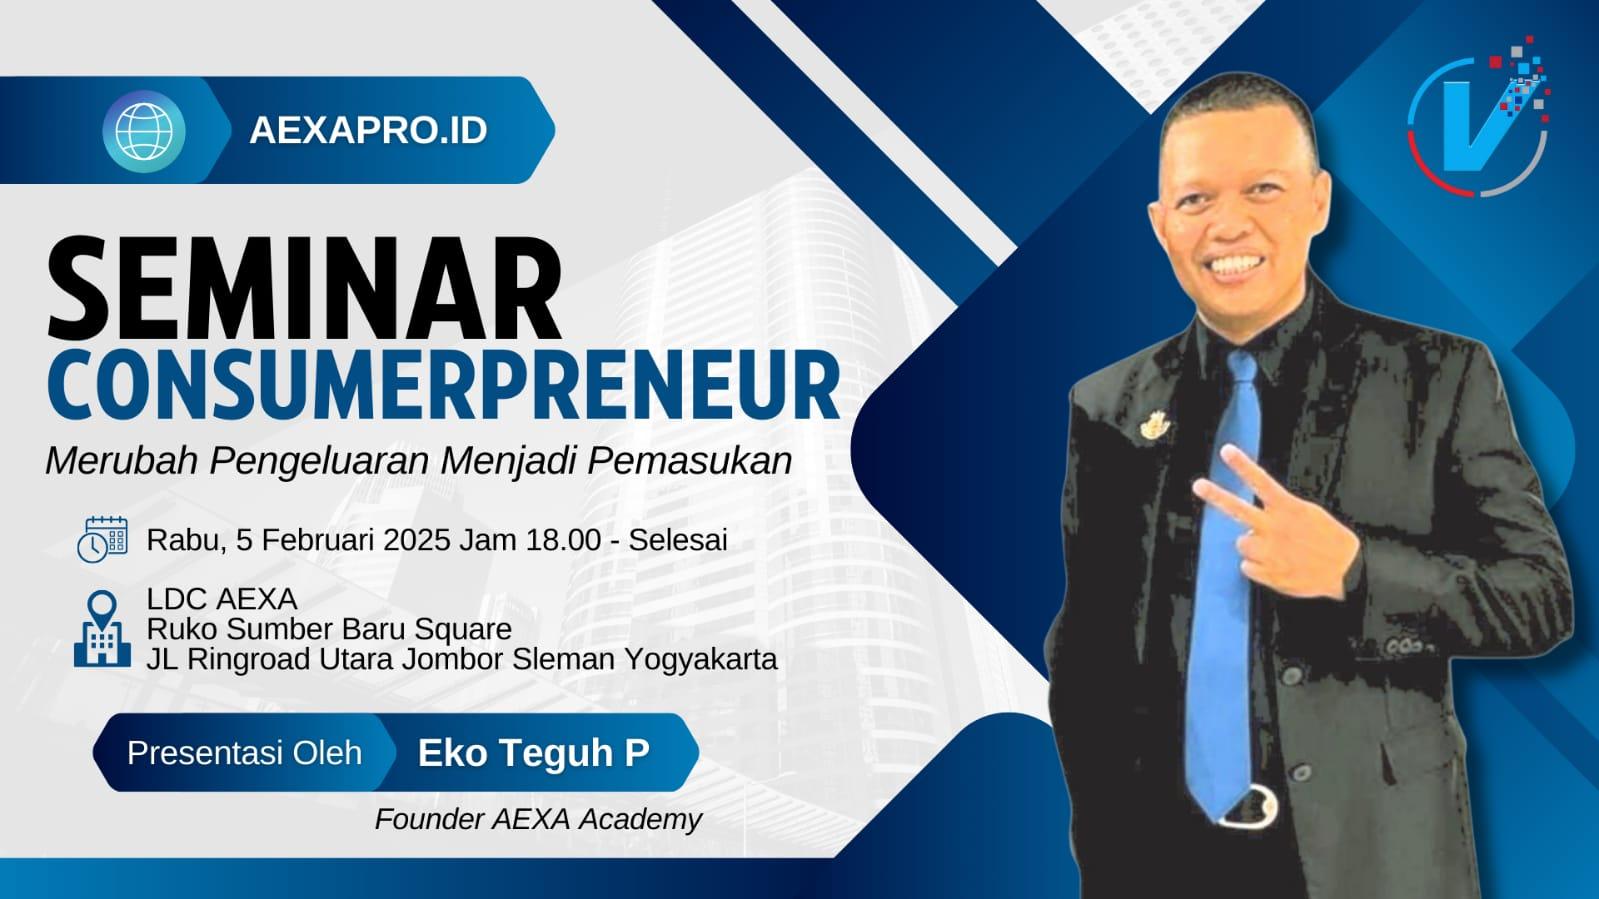 AEXAPRO.ID
SEMINAR
CONSUMERPRENEUR
Merubah Pengeluaran Menjadi Pemasukan
Rabu, 5 Februari 2025 Jam 18.00 - Selesai
LDC AEXA
Ruko Sumber Baru Square
JL Ringroad Utara Jombor Sleman Yogyakarta
Presentasi Oleh Eko Teguh P
Founder AEXA Academy
V